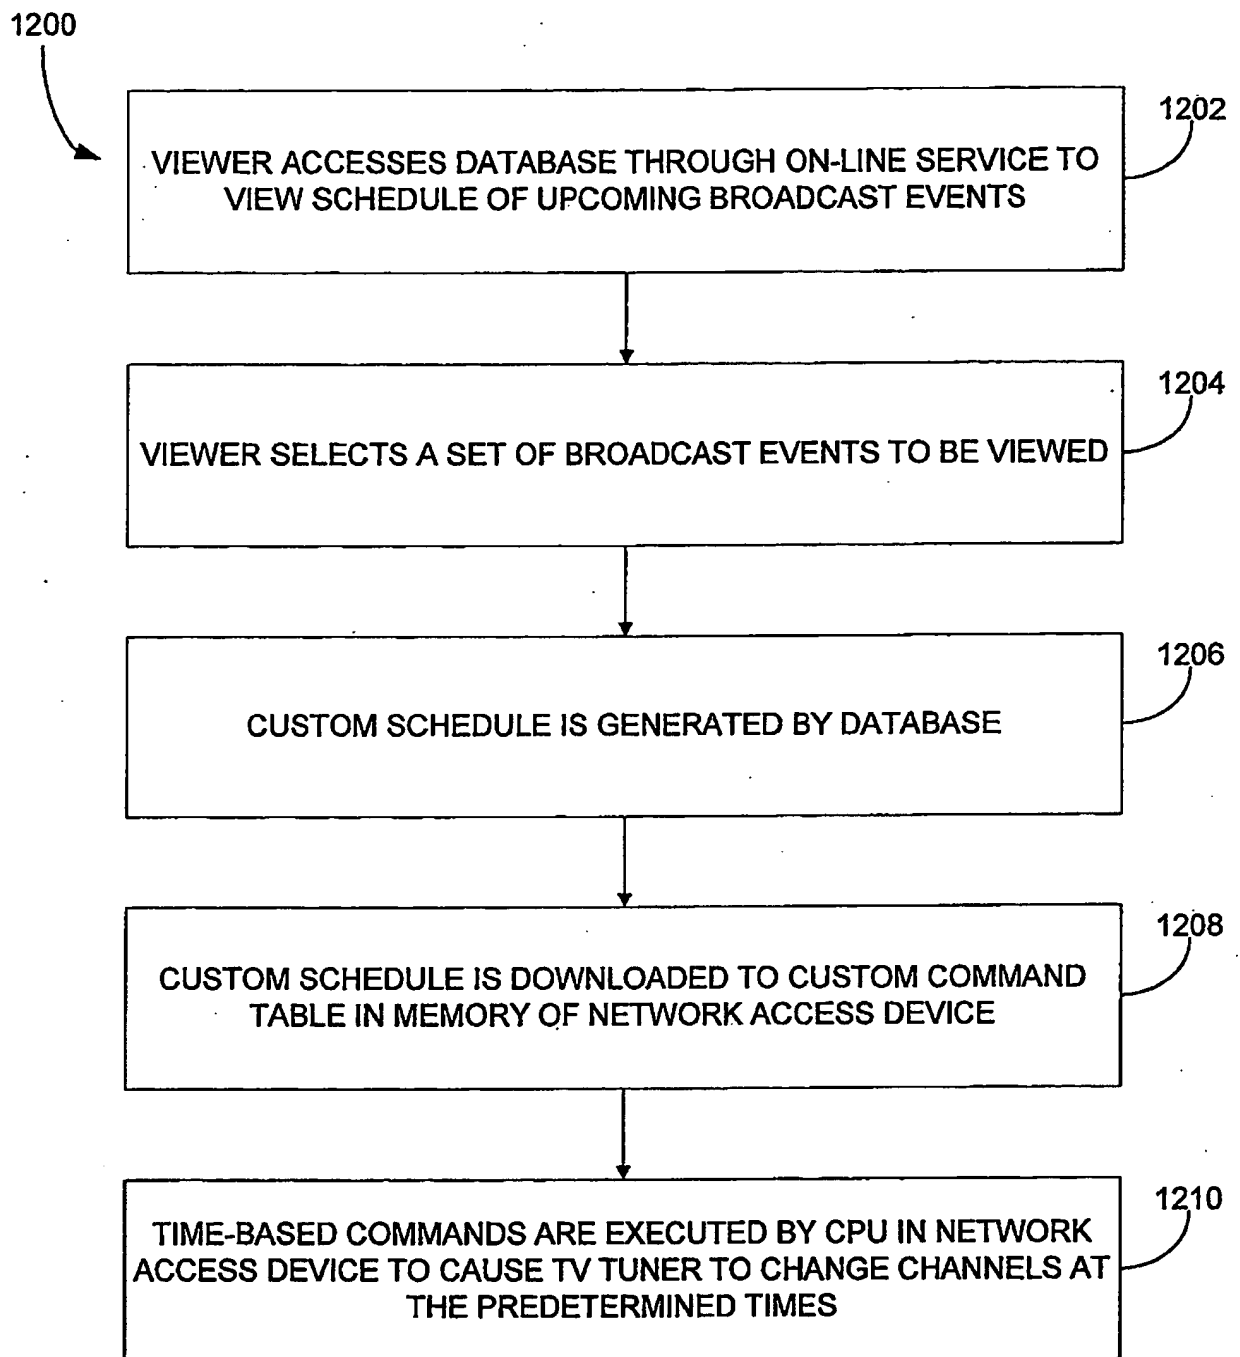 1200
1202
VIEWER ACCESSES DATABASE THROUGH ON-LINE SERVICE TO
VIEW SCHEDULE OF UPCOMING BROADCAST EVENTS
1204
VIEWER SELECTS A SET OF BROADCAST EVENTS TO BE VIEWED
1206
CUSTOM SCHEDULE IS GENERATED BY DATABASE
1208
CUSTOM SCHEDULE IS DOWNLOADED TO CUSTOM COMMAND
TABLE IN MEMORY OF NETWORK ACCESS DEVICE
1210
TIME-BASED COMMANDS ARE EXECUTED BY CPU IN NETWORK
ACCESS DEVICE TO CAUSE TV TUNER TO CHANGE CHANNELS AT
THE PREDETERMINED TIMES